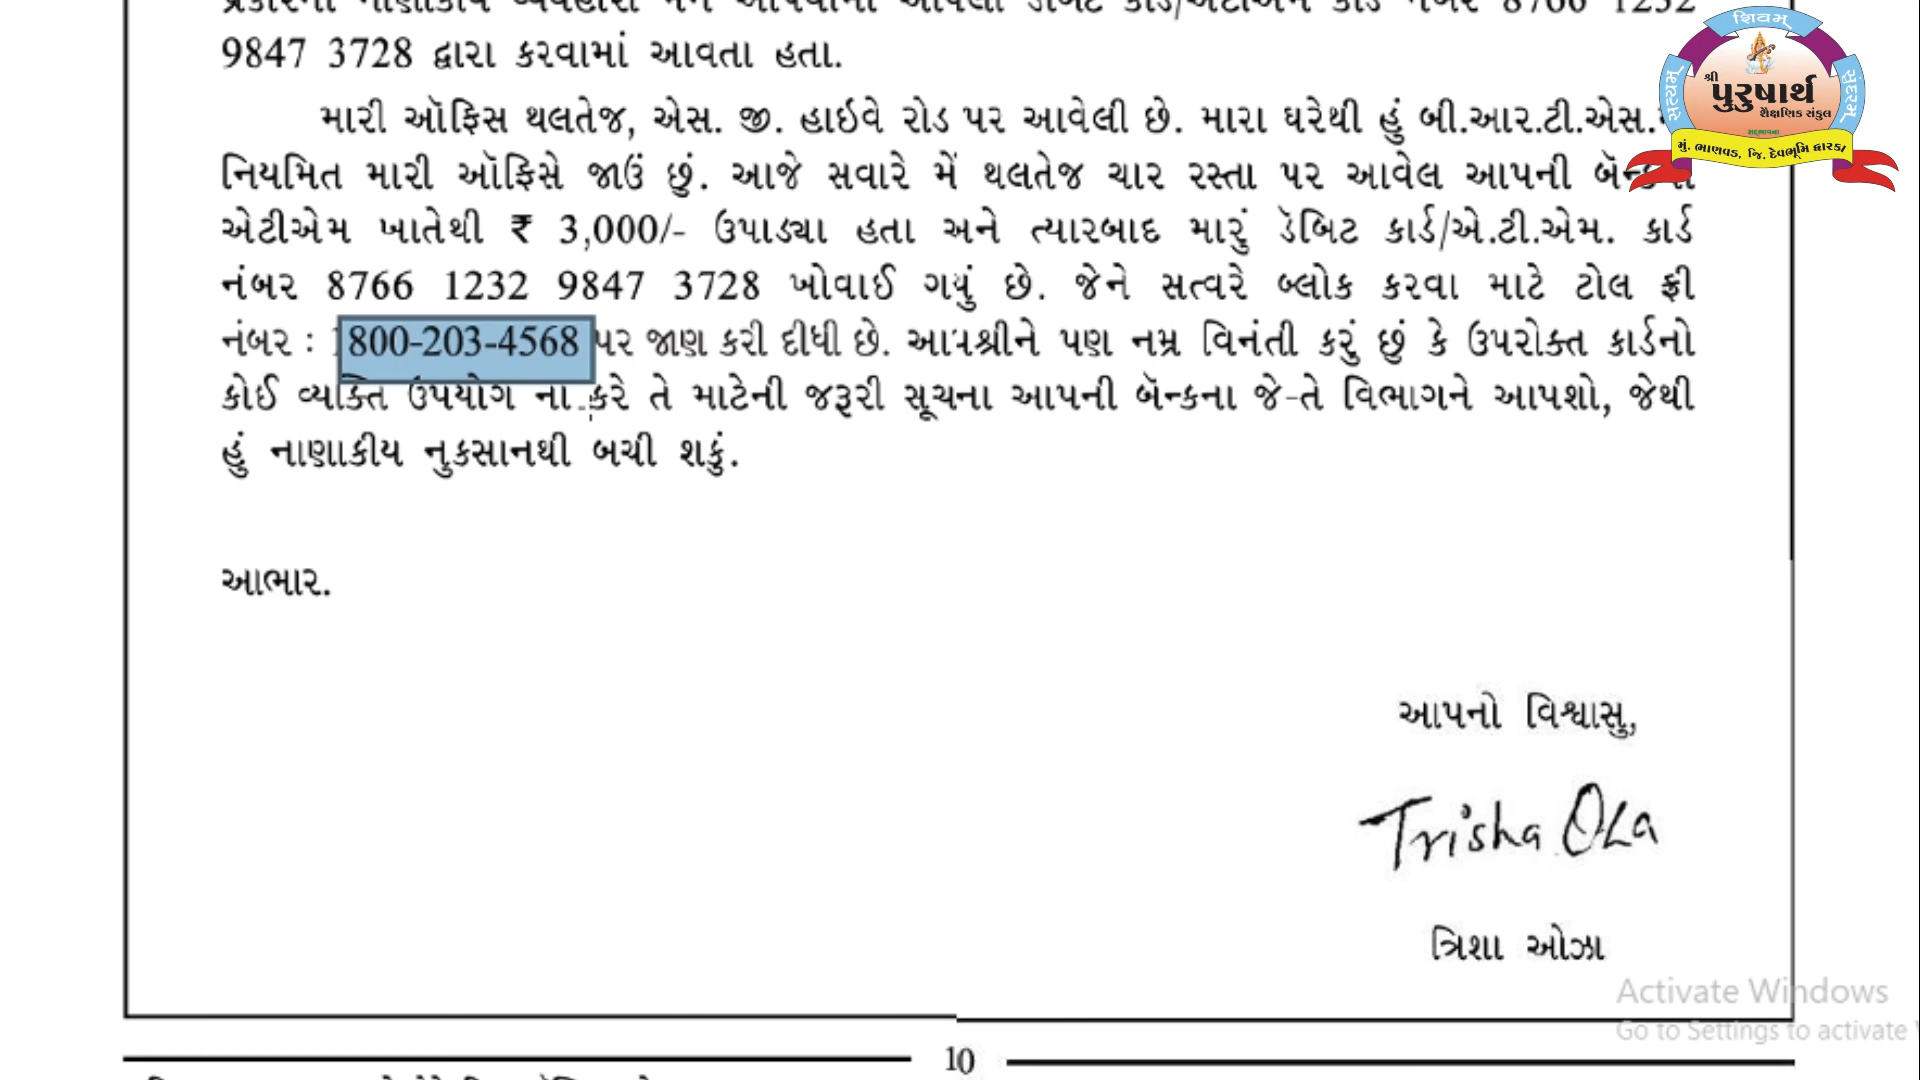 9847 3728 દ્વારા કરવામાં આવતા હતા.
મારી ઑફિસ થલતેજ, એસ. જી. હાઇવે રોડ પર આવેલી છે. મારા ઘરેથી હું બી.આર.ટી.એસ.
નિયમિત મારી ઑફિસે જાઉં છું. આજે સવારે મેં થલતેજ ચાર રસ્તા પર આવેલ આપની
એટીએમ ખાતેથી ₹ 3,000/- ઉપાડ્યા હતા અને ત્યારબાદ મારું ડૅબિટ કાર્ડ/એ.ટી.એમ. કાર્ડ
નંબર 8766 1232 9847 3728 ખોવાઈ ગયું છે. જેને સત્વરે બ્લોક કરવા માટે ટોલ ફ્રી
નંબર : 1800-203-4568 પર જાણ કરી દીધી છે. આપશ્રીને પણ નમ્ર વિનંતી કરું છું કે ઉપરોક્ત કાર્ડનો
કોઈ વ્યક્તિ ઉપયોગ ના કરે તે માટેની જરૂરી સૂચના આપની બૅન્કના જે-તે વિભાગને આપશો, જેથી
હું નાણાકીય નુકસાનથી બચી શકું.
આભાર.
આપનો વિશ્વાસુ,
Trisha OLa
ત્રિશા ઓઝા
10
શિવમ્
સત્યમ્
સુંદરમ્
શ્રી
પુરુષાર્થ
શૈક્ષણિક સંકુલ
સદ્ભાવના
મું. ભાણવડ, જિ. દેવભૂમિ દ્વારકા
Activate Windows
Go to Settings to activate